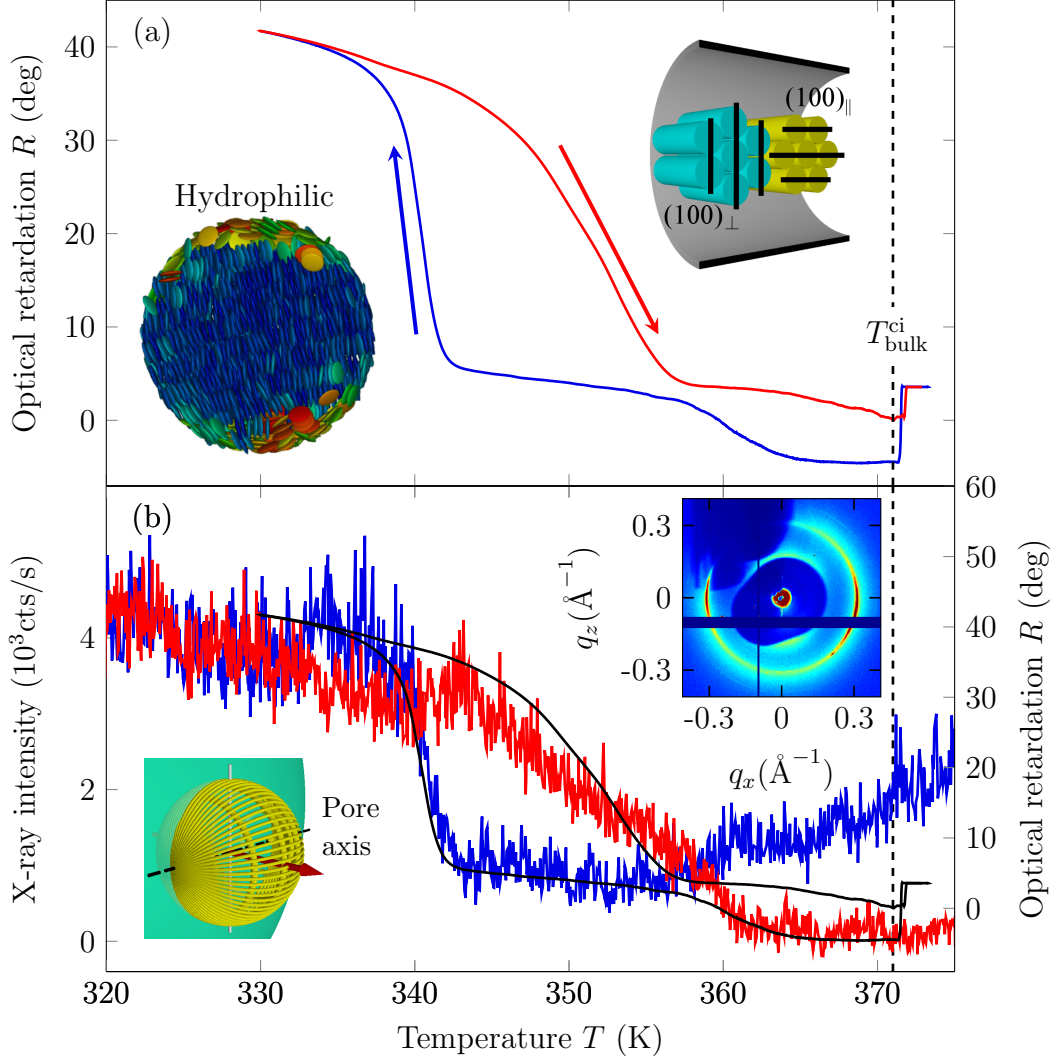 (a)
Optical retardation R (deg)
40
30
20
10
0
Hydrophilic
(100)∥
(100)⊥
T^ci_bulk
(b)
X-ray intensity (10³cts/s)
4
2
0
Optical retardation R (deg)
60
50
40
30
20
10
0
q_z(Å⁻¹)
0.3
0
-0.3
-0.3 0 0.3
q_x(Å⁻¹)
Pore
axis
320 330 340 350 360 370
Temperature T (K)